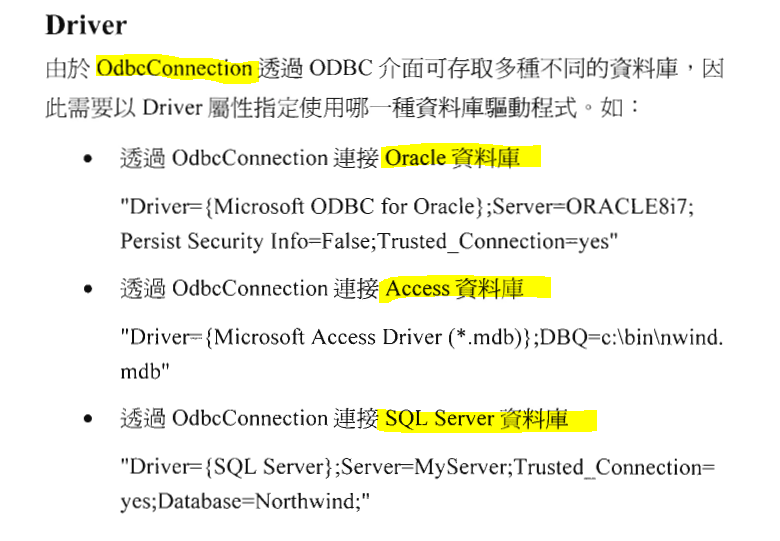 Driver
由於 OdbcConnection 透過 ODBC 介面可存取多種不同的資料庫，因
此需要以 Driver 屬性指定使用哪一種資料庫驅動程式。如：
• 透過 OdbcConnection 連接 Oracle 資料庫
"Driver={Microsoft ODBC for Oracle};Server=ORACLE8i7;
Persist Security Info=False;Trusted_Connection=yes"
• 透過 OdbcConnection 連接 Access 資料庫
"Driver={Microsoft Access Driver (*.mdb)};DBQ=c:\bin\nwind.
mdb"
• 透過 OdbcConnection 連接 SQL Server 資料庫
"Driver={SQL Server};Server=MyServer;Trusted_Connection=
yes;Database=Northwind;"